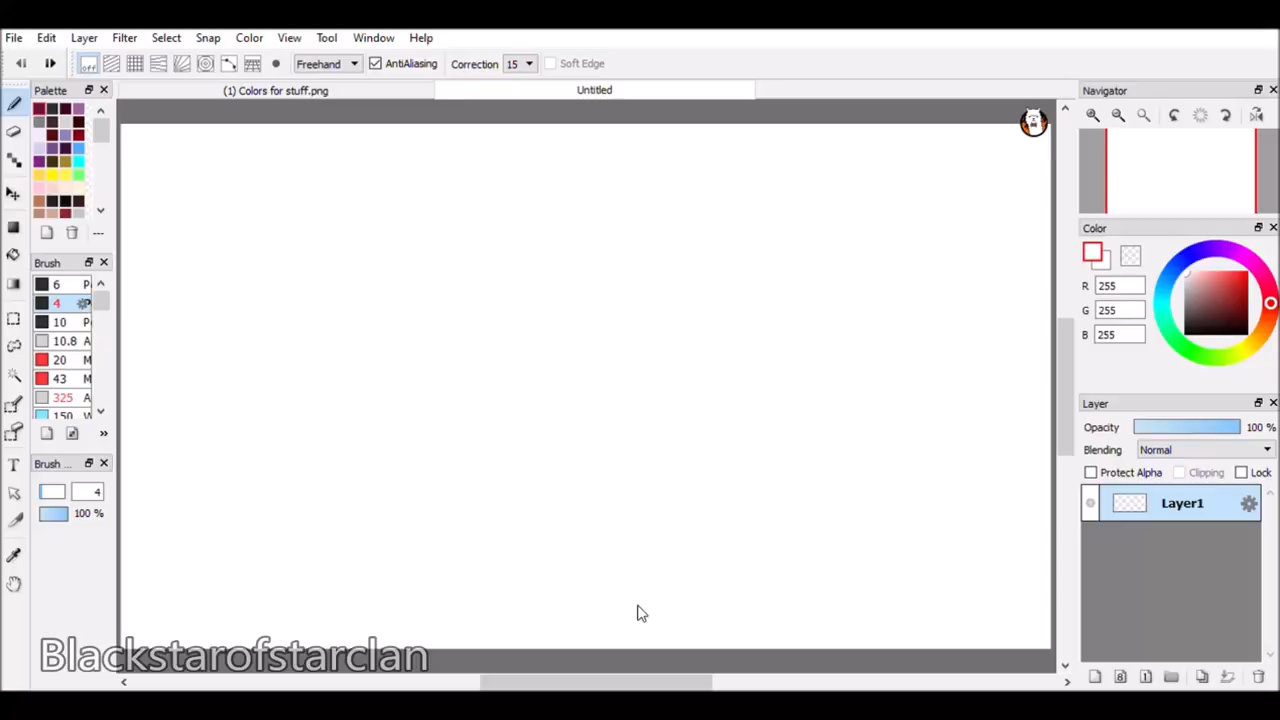 File Edit Layer Filter Select Snap Color View Tool Window Help
off Freehand AntiAliasing Correction 15 Soft Edge
Palette (1) Colors for stuff.png Untitled Navigator
Color
R 255
G 255
B 255
Brush
6 P
4 P
10 P
10.8 A
20 M
43 M
325 A
150
Brush ...
4
100 %
Layer
Opacity 100 %
Blending Normal
Protect Alpha Clipping Lock
Layer1
Blackstarofstarclan